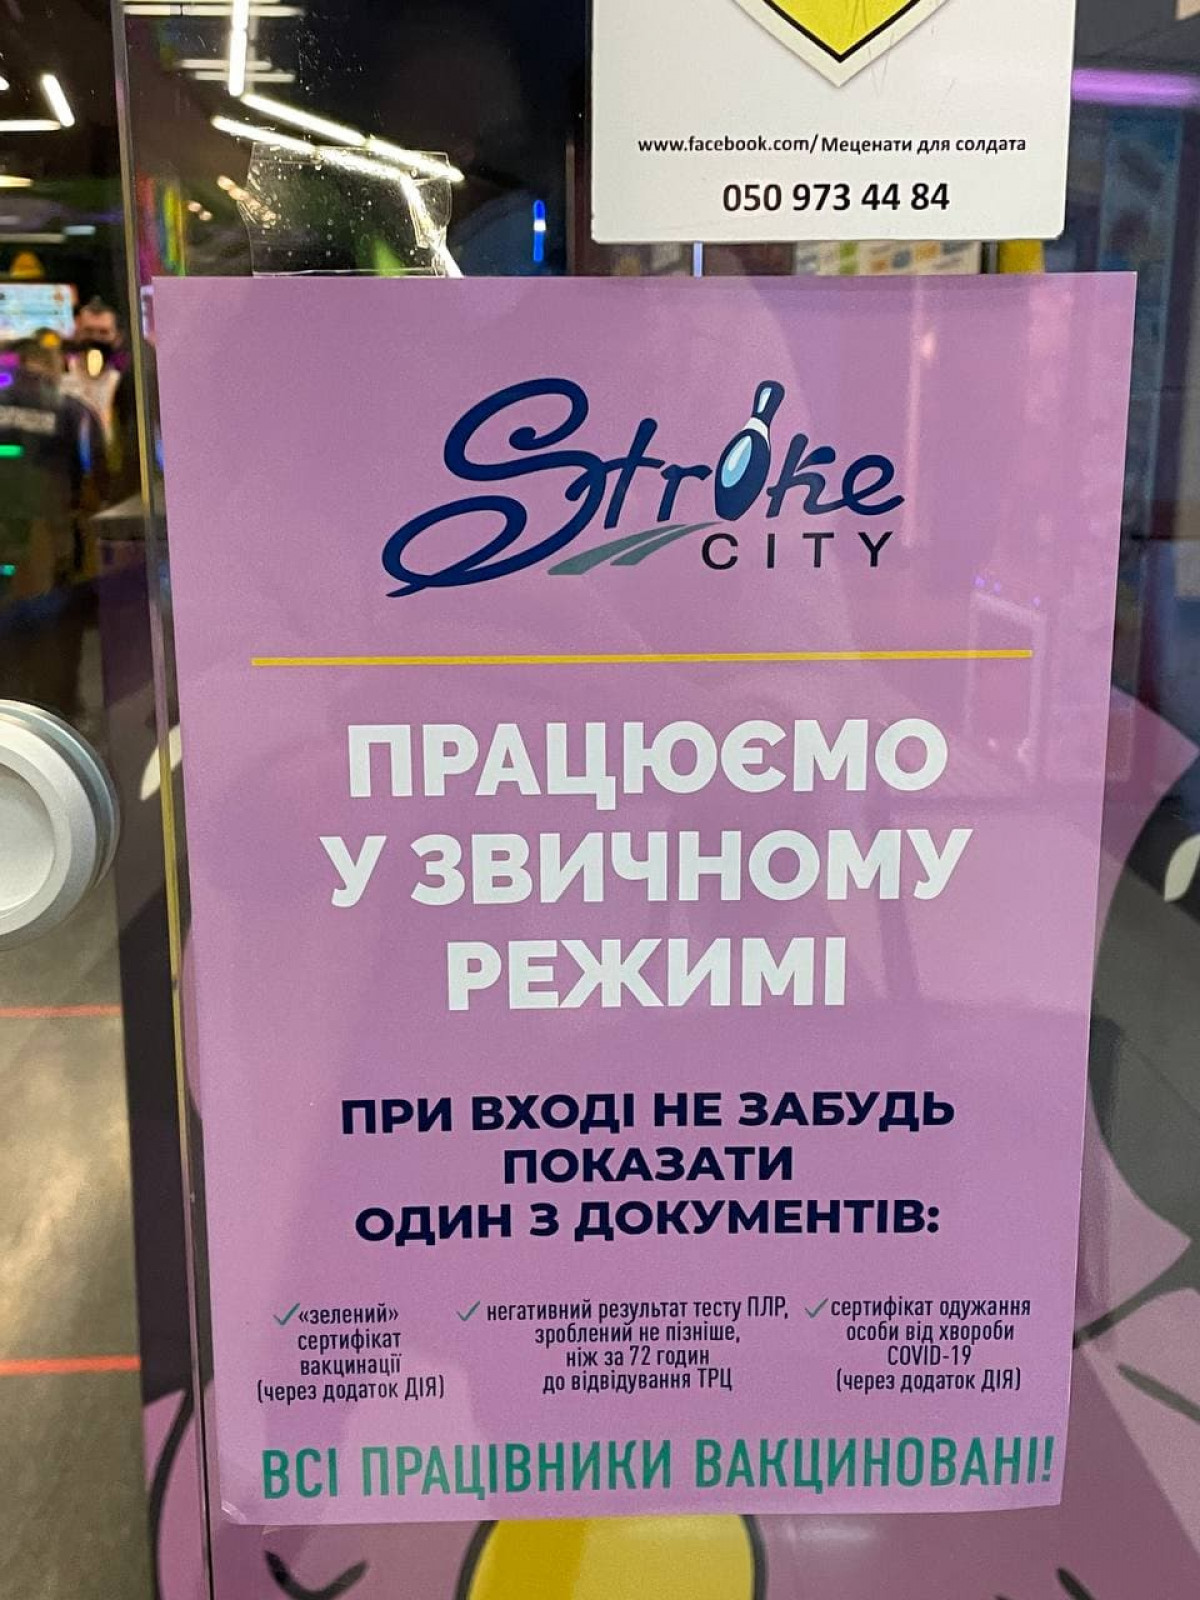 www.facebook.com/ Меценати для солдата
050 973 44 84
Stroke
CITY
ПРАЦЮЄМО
У ЗВИЧНОМУ
РЕЖИМІ
ПРИ ВХОДІ НЕ ЗАБУДЬ
ПОКАЗАТИ
ОДИН З ДОКУМЕНТІВ:
«зелений»
сертифікат
вакцинації
(через додаток ДІЯ)
негативний результат тесту ПЛР,
зроблений не пізніше,
ніж за 72 годин
до відвідування ТРЦ
сертифікат одужання
особи від хвороби
COVID-19
(через додаток ДІЯ)
ВСІ ПРАЦІВНИКИ ВАКЦИНОВАНІ!